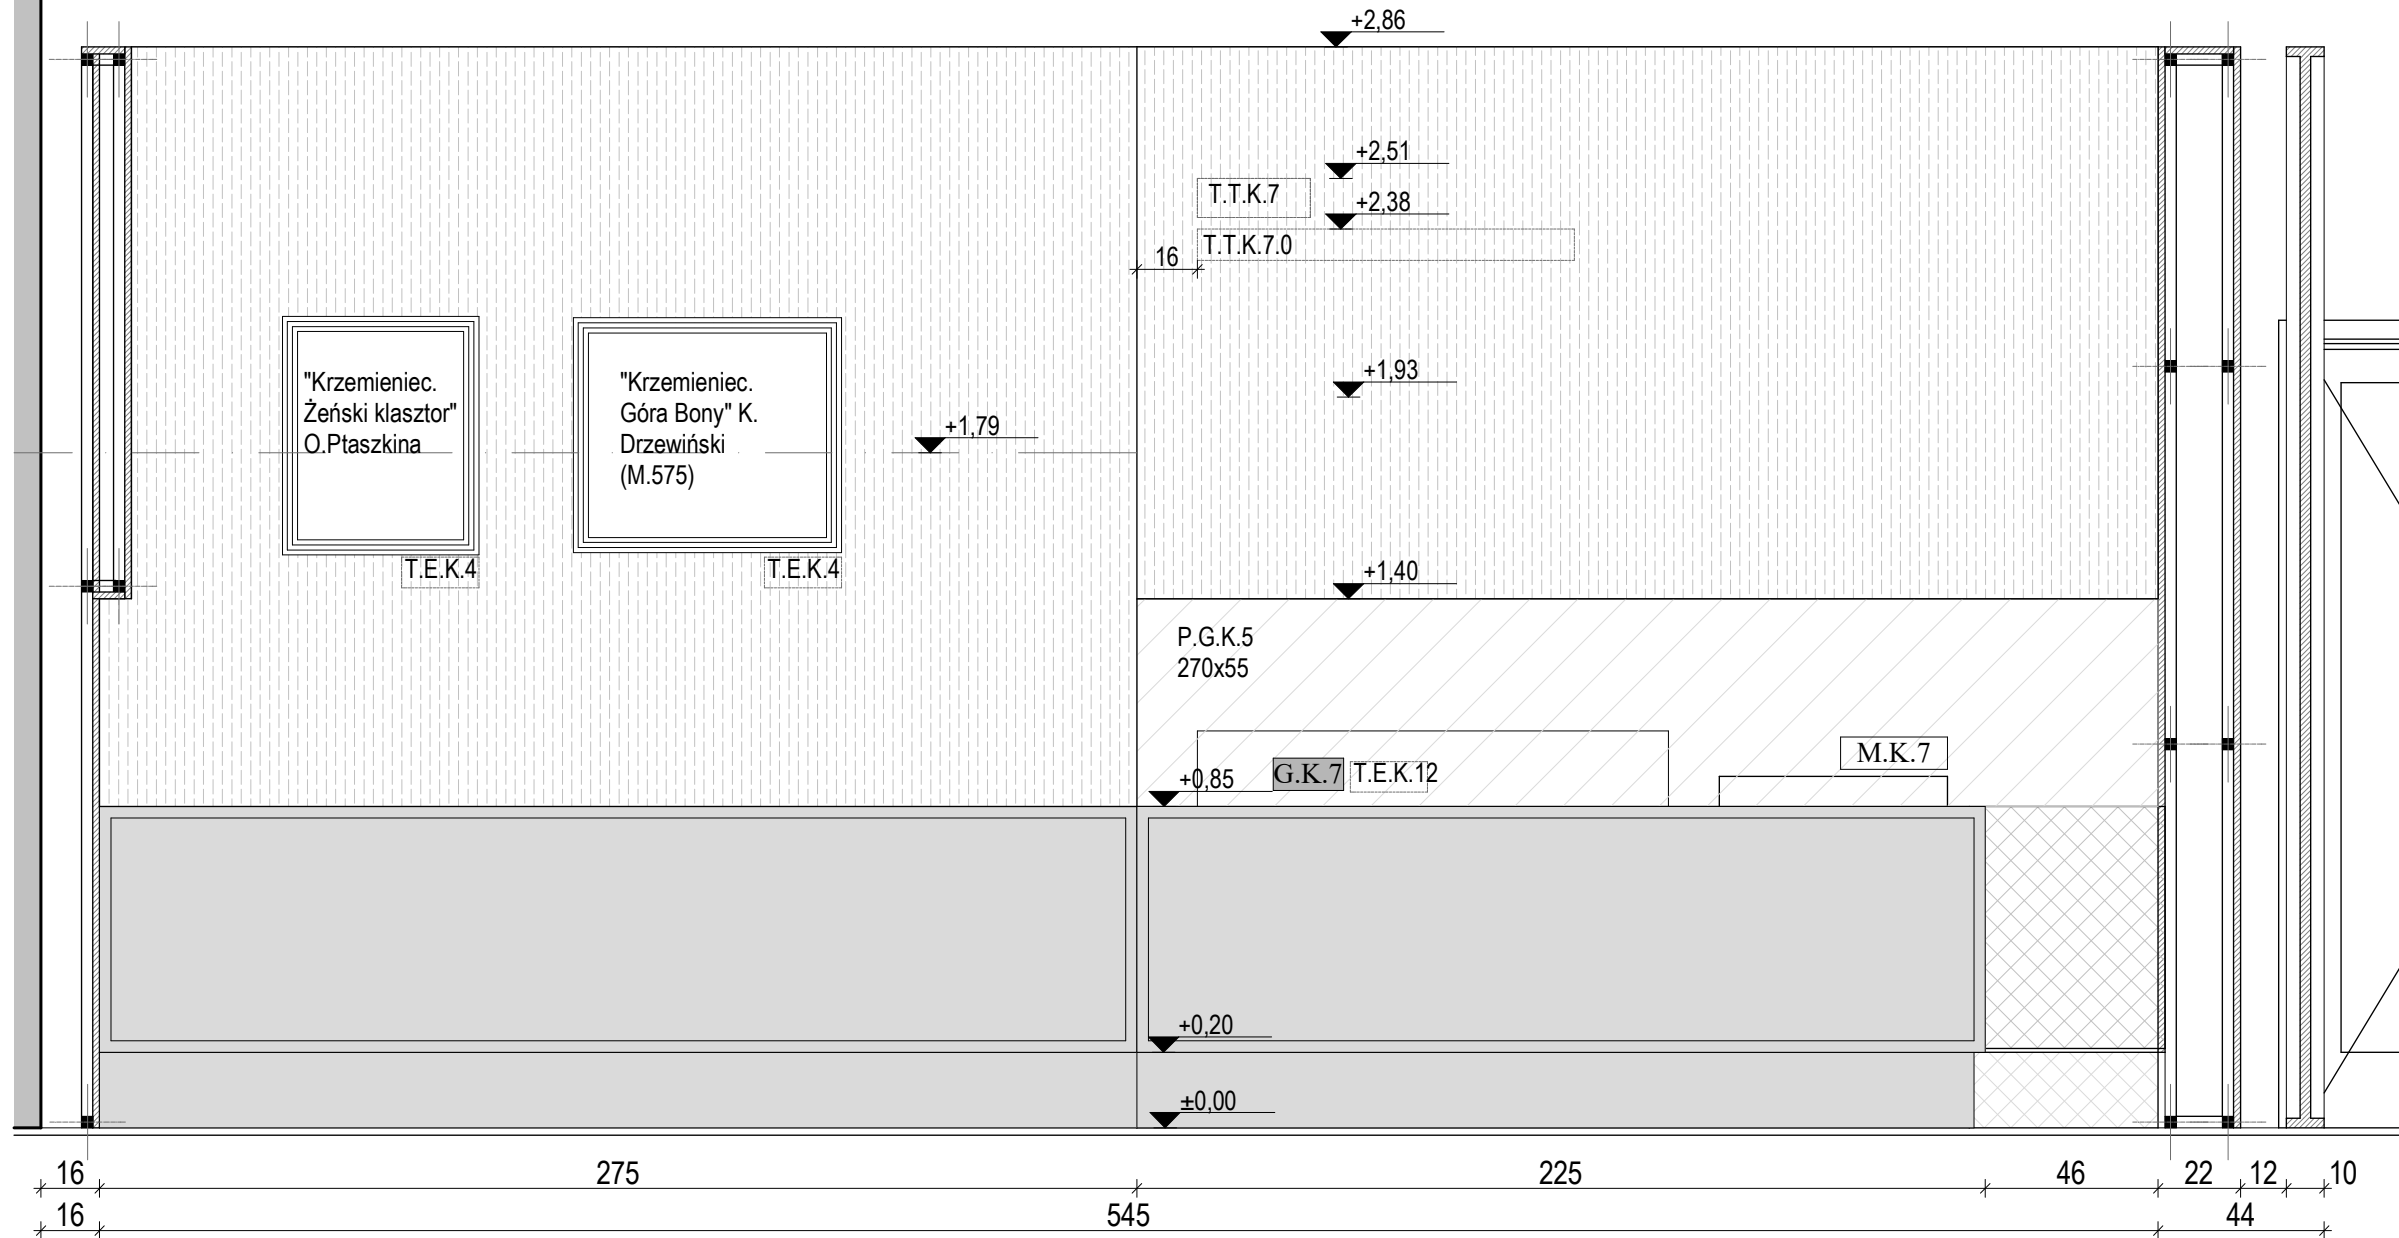 +2,86
+2,51
T.T.K.7
+2,38
T.T.K.7.0
16
"Krzemieniec.
Żeński klasztor"
O.Ptaszkina
"Krzemieniec.
Góra Bony" K.
Drzewiński
(M.575)
+1,93
+1,79
T.E.K.4
T.E.K.4
+1,40
P.G.K.5
270x55
M.K.7
G.K.7
T.E.K.12
+0,85
+0,20
±0,00
16
275
225
46
22
12
10
16
545
44